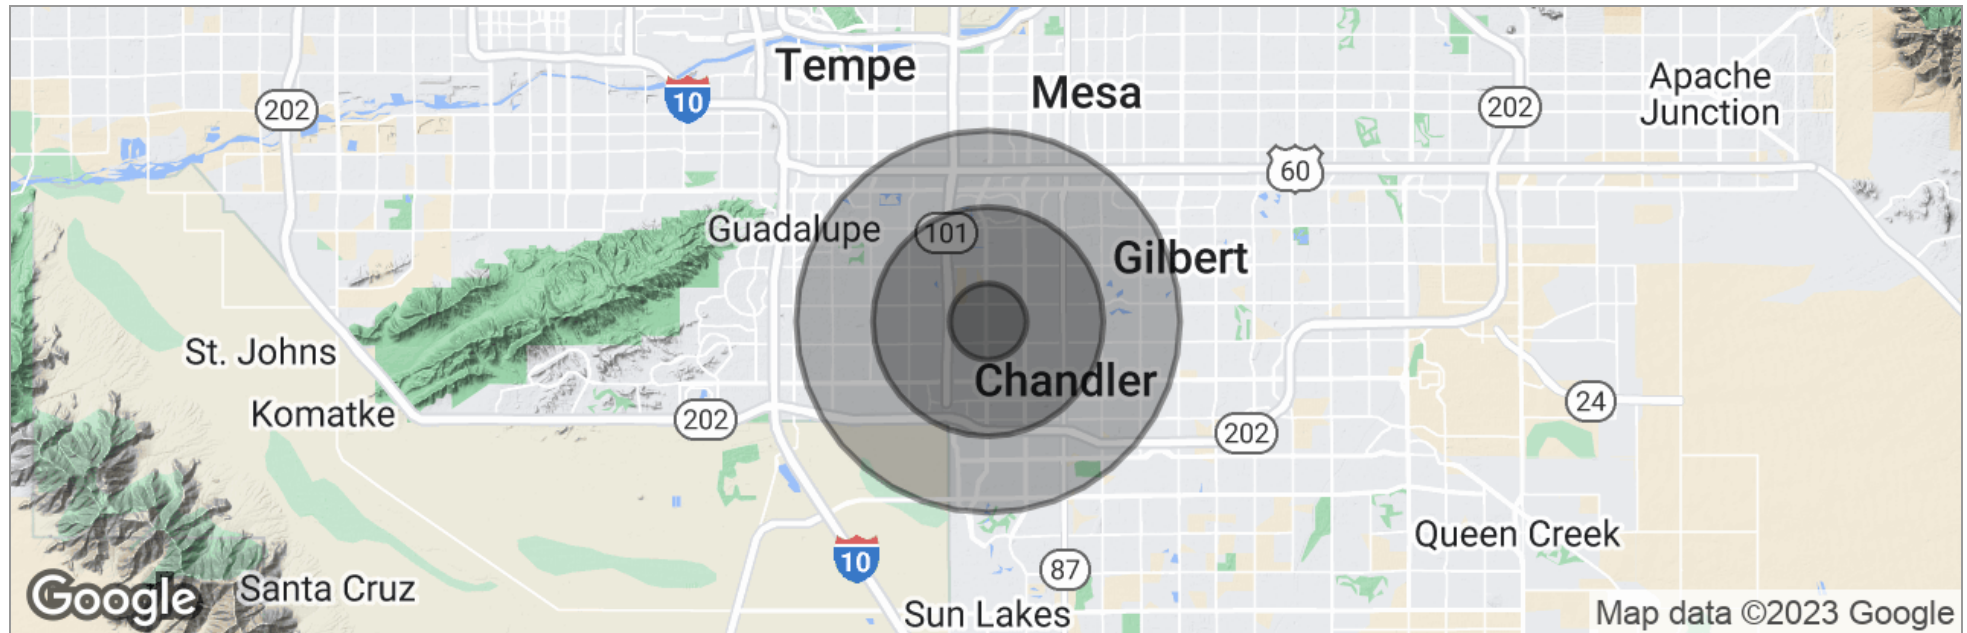 Tempe
Mesa
Apache
Junction
10
202
202
60
Guadalupe
101
Gilbert
St. Johns
Chandler
Komatke
202
202
24
Queen Creek
10
87
Google
Santa Cruz
Sun Lakes
Map data ©2023 Google